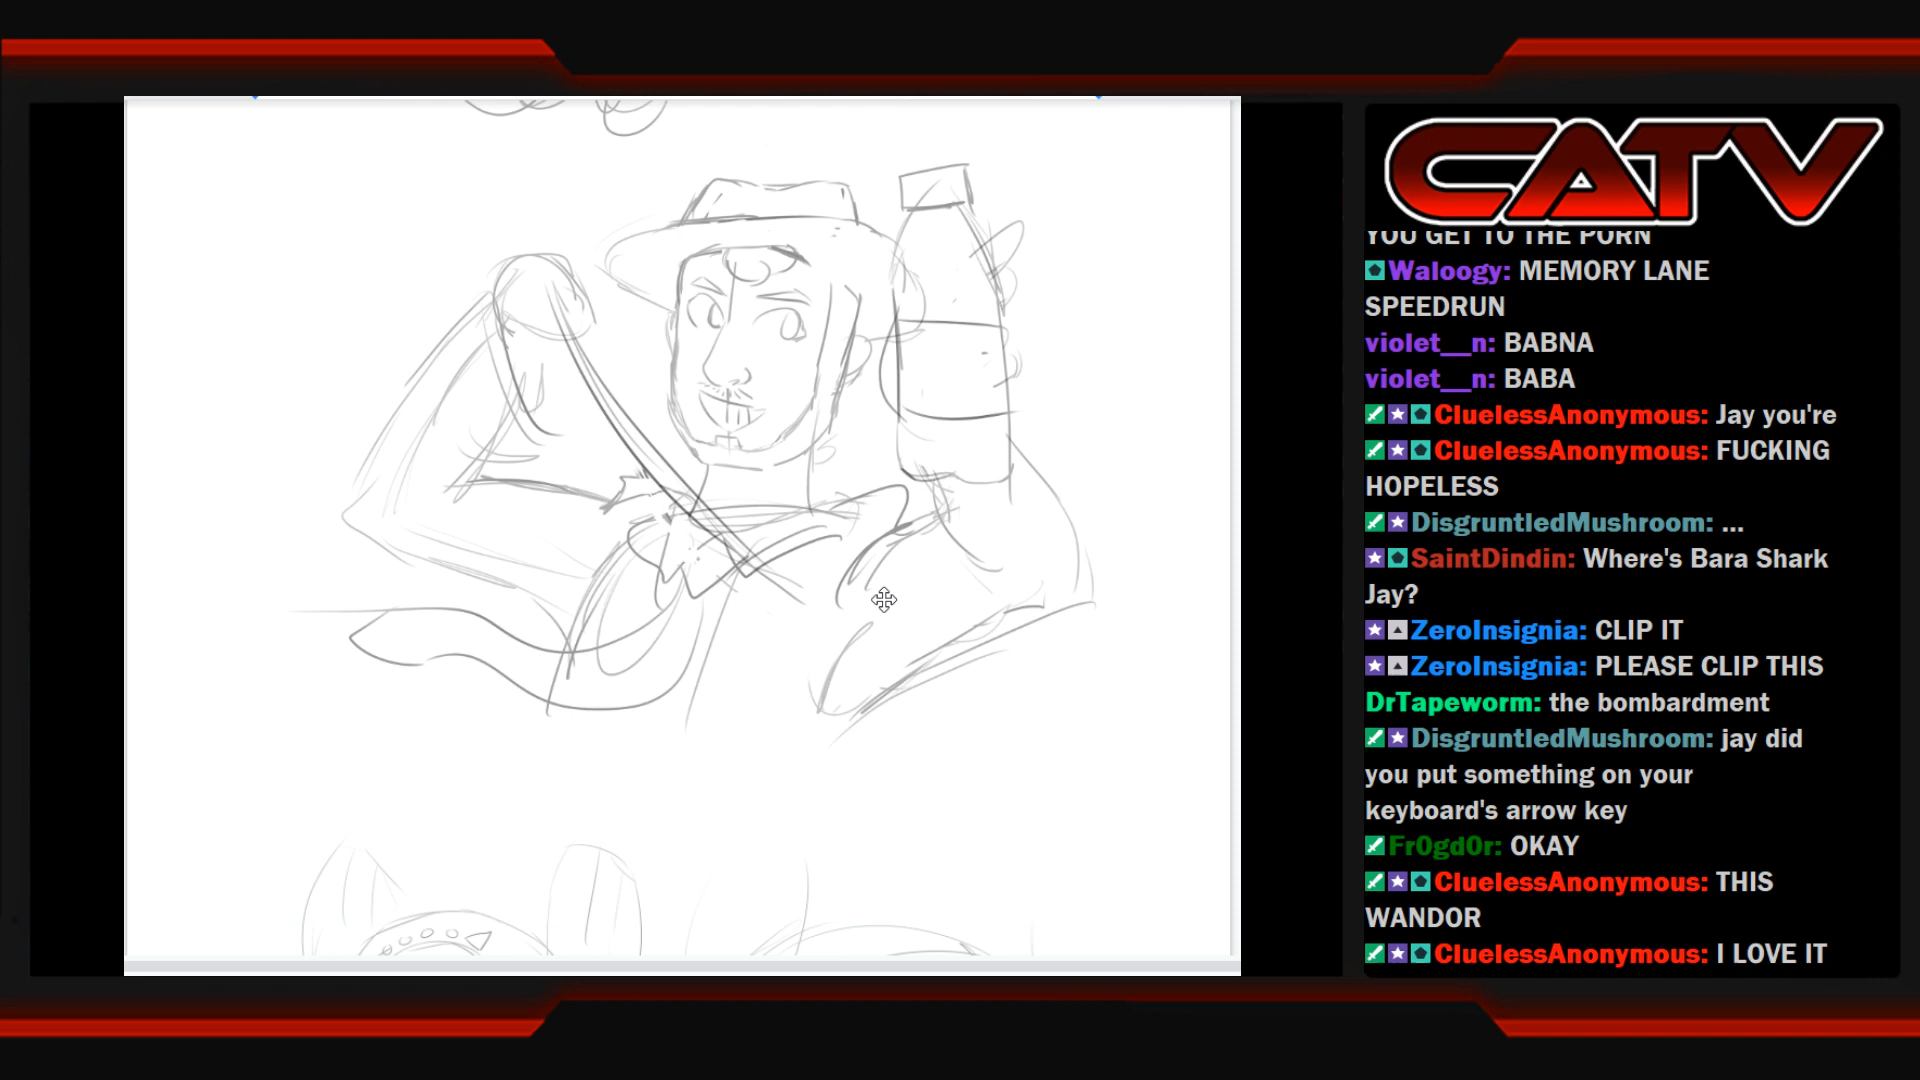 CATV
YOU GET TO THE PORN
Waloogy: MEMORY LANE
SPEEDRUN
violet__n: BABNA
violet__n: BABA
CluelessAnonymous: Jay you're
CluelessAnonymous: FUCKING
HOPELESS
DisgruntledMushroom: ...
SaintDindin: Where's Bara Shark
Jay?
ZeroInsignia: CLIP IT
ZeroInsignia: PLEASE CLIP THIS
DrTapeworm: the bombardment
DisgruntledMushroom: jay did
you put something on your
keyboard's arrow key
Fr0gd0r: OKAY
CluelessAnonymous: THIS
WANDOR
CluelessAnonymous: I LOVE IT